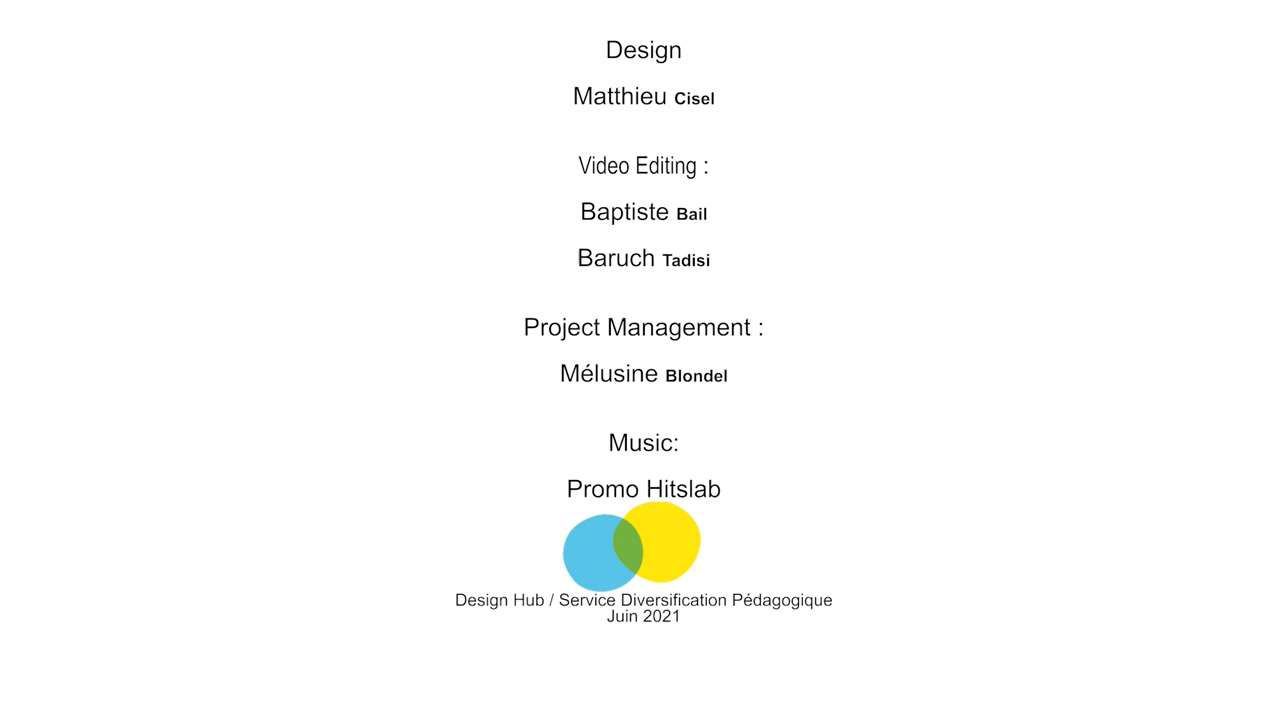 Design
Matthieu Cisel
Video Editing :
Baptiste Bail
Baruch Tadisi
Project Management :
Mélusine Blondel
Music:
Promo Hitslab
Design Hub / Service Diversification Pédagogique
Juin 2021